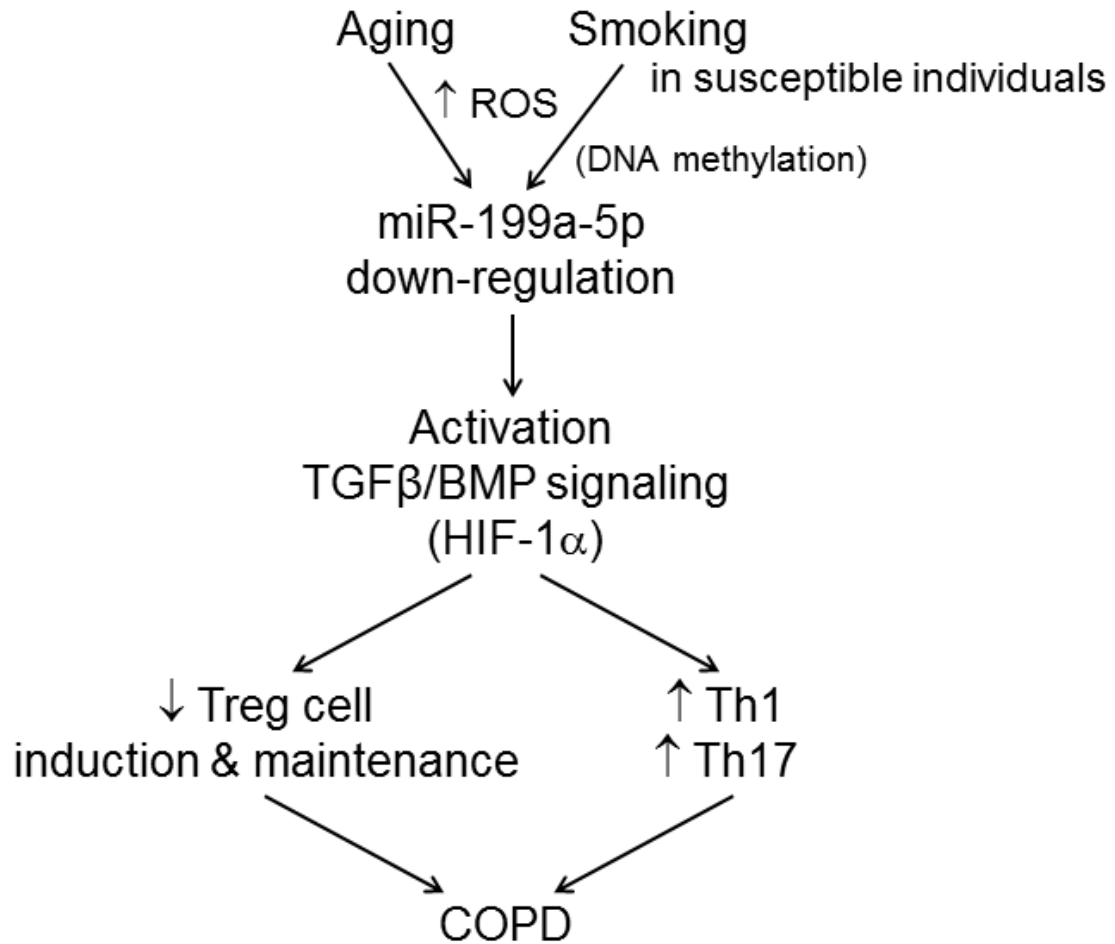 Aging Smoking
in susceptible individuals
↑ ROS
(DNA methylation)
miR-199a-5p
down-regulation
Activation
TGFβ/BMP signaling
(HIF-1α)
↓ Treg cell
induction & maintenance
↑ Th1
↑ Th17
COPD